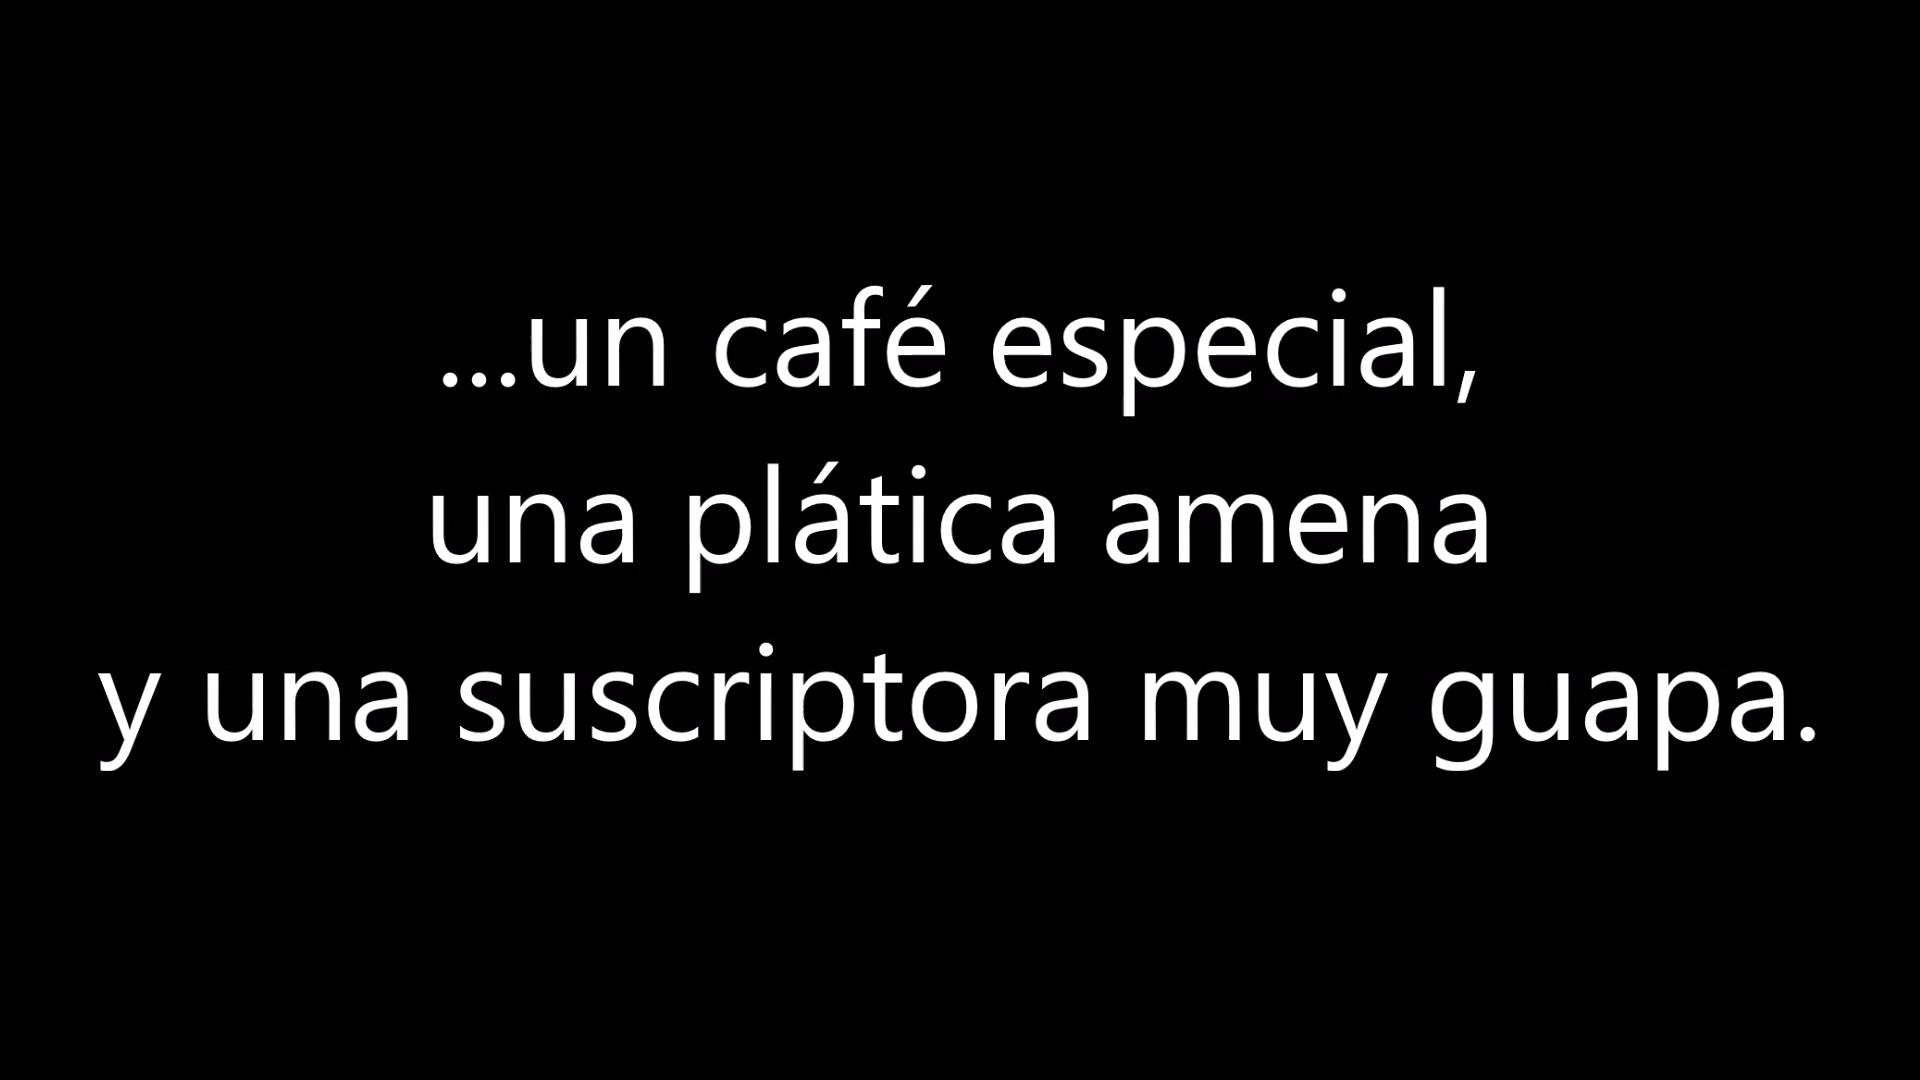 ...un café especial,
una plática amena
y una suscriptora muy guapa.